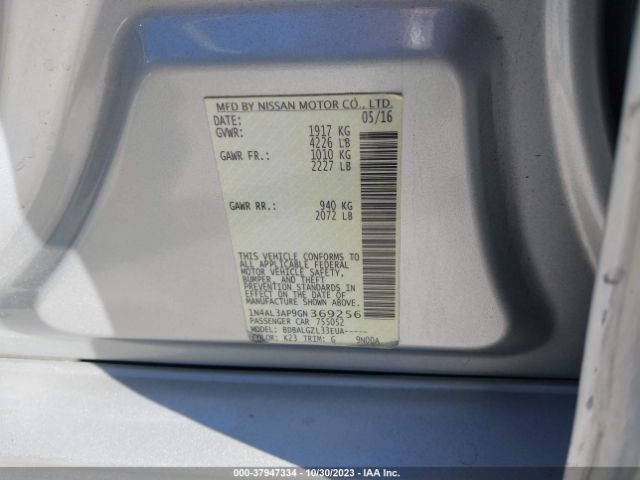 MFD BY NISSAN MOTOR CO., LTD.
DATE: 05/16
GVWR: 1917 KG
4226 LB
GAWR FR.: 1010 KG
2227 LB
GAWR RR.: 940 KG
2072 LB
THIS VEHICLE CONFORMS TO
ALL APPLICABLE FEDERAL
MOTOR VEHICLE SAFETY,
BUMPER, AND THEFT
PREVENTION STANDARDS IN
EFFECT ON THE DATE OF
MANUFACTURE SHOWN ABOVE.
1N4AL3AP9GN369256
PASSENGER CAR 755052
MODEL: BDBALGZL33EUA-----
COLOR: K23 TRIM: G 9NDDA
000-37947334 - 10/30/2023 - IAA Inc.